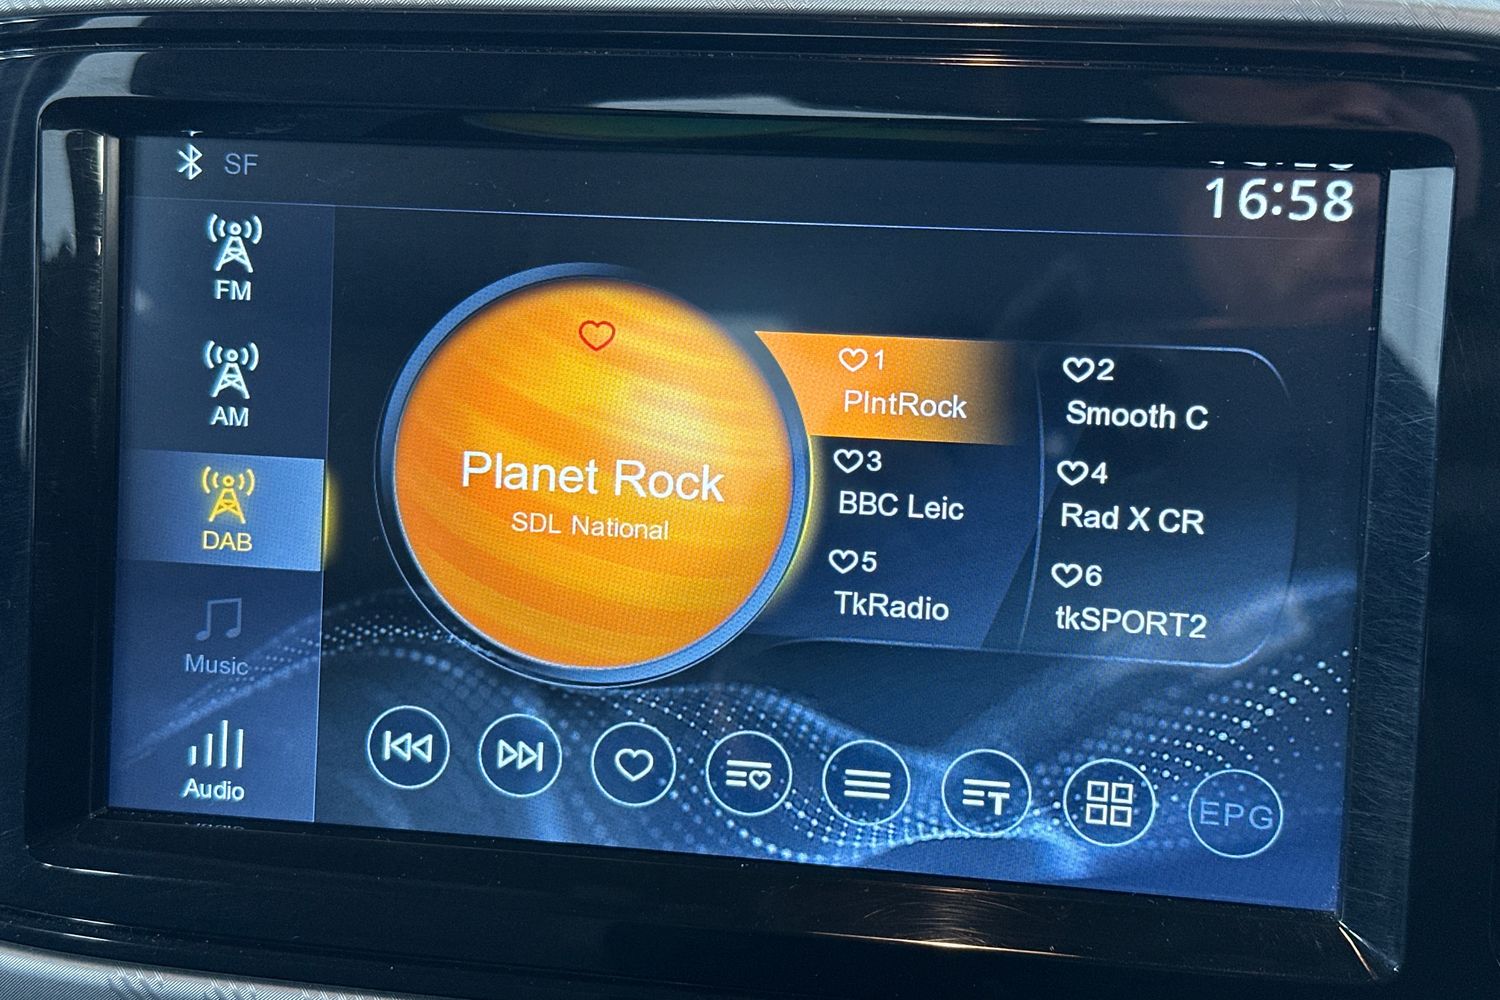 SF
16:58
FM
AM
DAB
Music
Audio
Planet Rock
SDL National
1
PlntRock
2
Smooth C
3
BBC Leic
4
Rad X CR
5
TkRadio
6
tkSPORT2
T
EPG